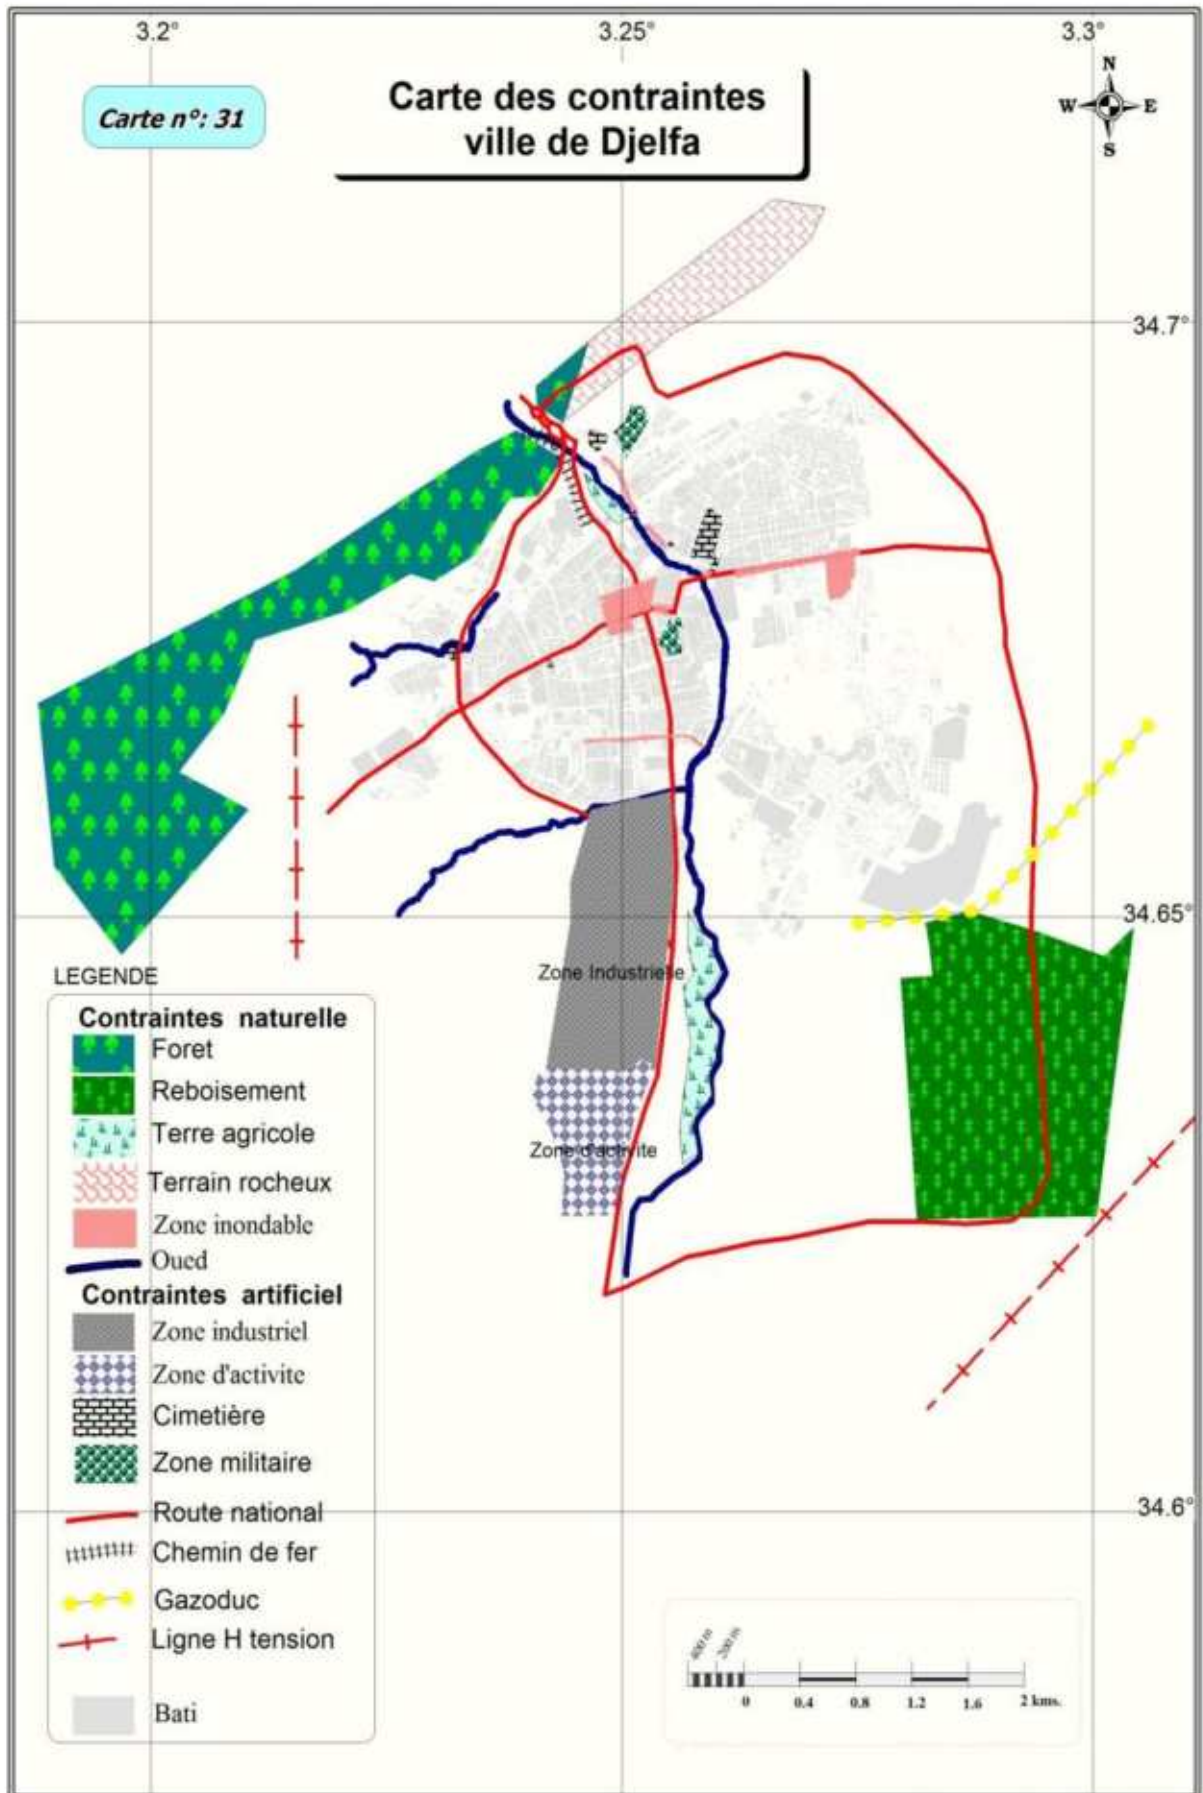 3.2°
3.25°
3.3°
Carte n°: 31
Carte des contraintes
ville de Djelfa
N
W
E
S
34.7°
34.65°
Zone Industrielle
Zone d'activite
34.6°
LEGENDE
Contraintes naturelle
Foret
Reboisement
Terre agricole
Terrain rocheux
Zone inondable
Oued
Contraintes artificiel
Zone industriel
Zone d'activite
Cimetière
Zone militaire
Route national
Chemin de fer
Gazoduc
Ligne H tension
Bati
400 m
200 m
0
0.4
0.8
1.2
1.6
2 kms.